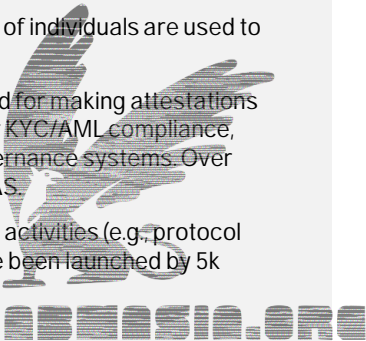 of individuals are used to
d for making attestations
KYC/AML compliance,
ernance systems. Over
AS.
activities (e.g., protocol
e been launched by 5k